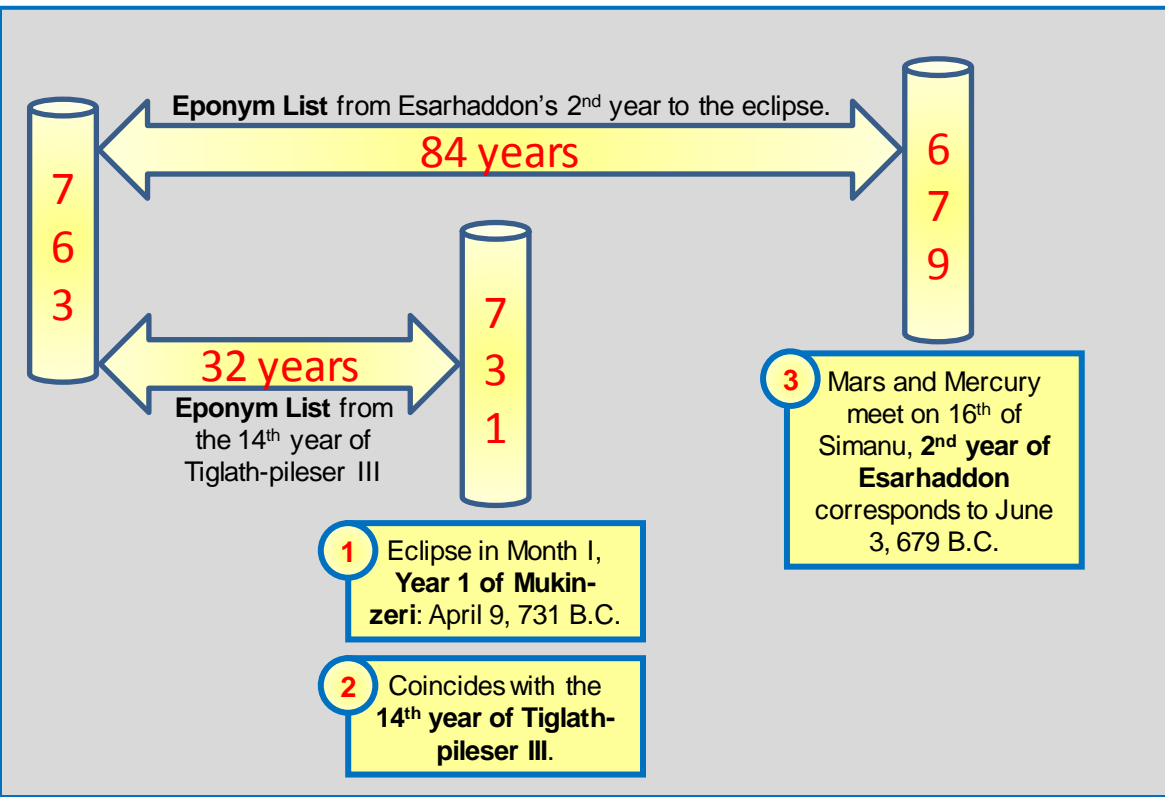 Eponym List from Esarhaddon's 2nd year to the eclipse.
84 years
7
6
3
6
7
9
32 years
Eponym List from
the 14th year of
Tiglath-pileser III
7
3
1
1
Eclipse in Month I,
Year 1 of Mukin-
zeri: April 9, 731 B.C.
2
Coincides with the
14th year of Tiglath-
pileser III.
3
Mars and Mercury
meet on 16th of
Simanu, 2nd year of
Esarhaddon
corresponds to June
3, 679 B.C.